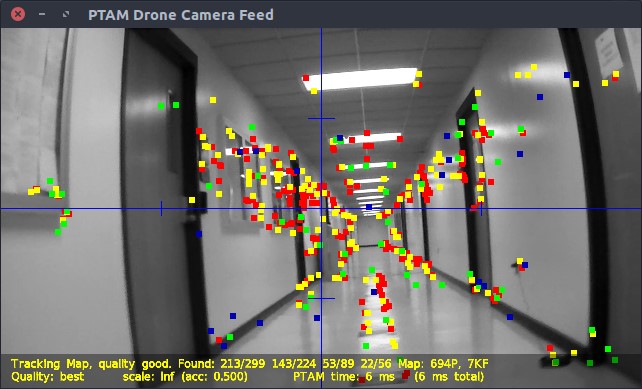 PTAM Drone Camera Feed
Tracking Map, quality good. Found: 213/299 143/224 53/89 22/56 Map: 694P, 7KF
Quality: best scale: inf (acc: 0.500) PTAM time: 6 ms (6 ms total)